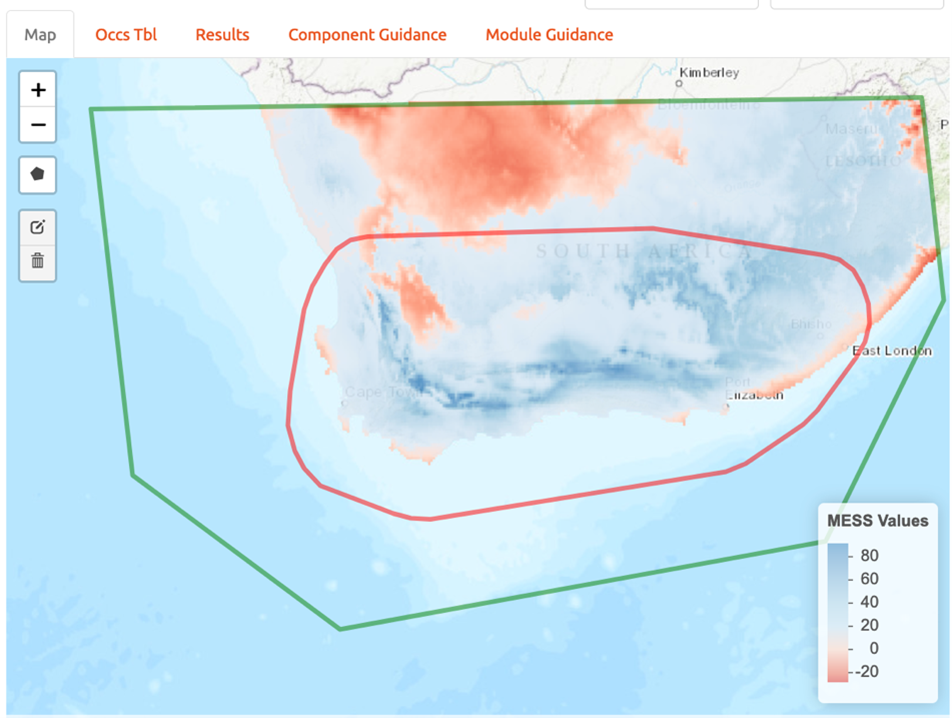 Map Occs Tbl Results Component Guidance Module Guidance
+
−
Kimberley
Bloemfontein
Maseru
LESOTHO
P
SOUTH AFRICA
Bhisho
East London
Cape Town
Port
Elizabeth
MESS Values
80
60
40
20
0
-20